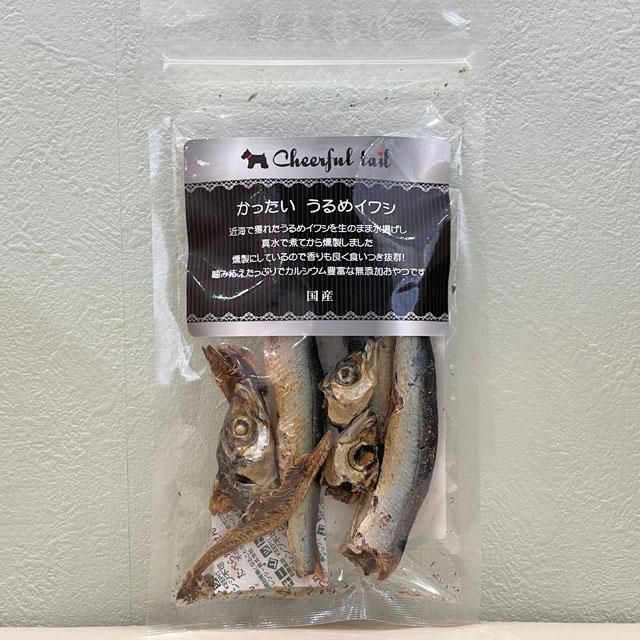 Cheerful tail
かったい うるめイワシ
近海で獲れたうるめイワシを生のまま水揚げし
真水で煮てから燻製しました
燻製にしているので香りも良く食いつき抜群!
噛み応えたっぷりでカルシウム豊富な無添加おやつです
国産